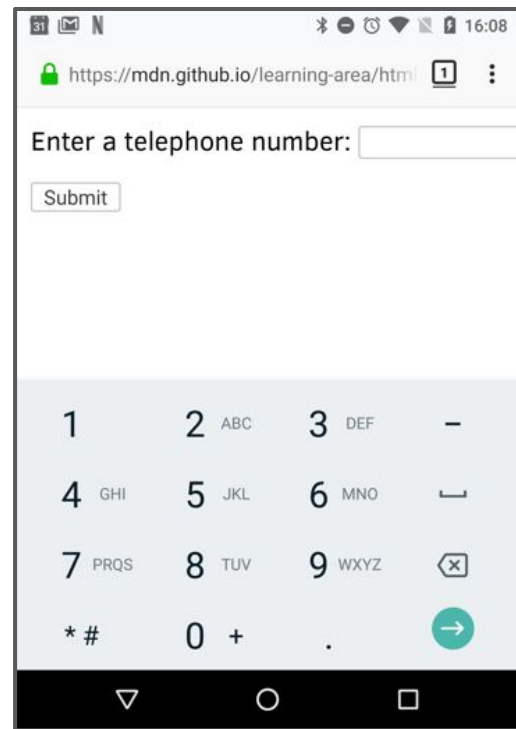 31 M N 16:08
https://mdn.github.io/learning-area/html 1
Enter a telephone number:
Submit
1 2 ABC 3 DEF -
4 GHI 5 JKL 6 MNO
7 PRQS 8 TUV 9 WXYZ
* # 0 + .